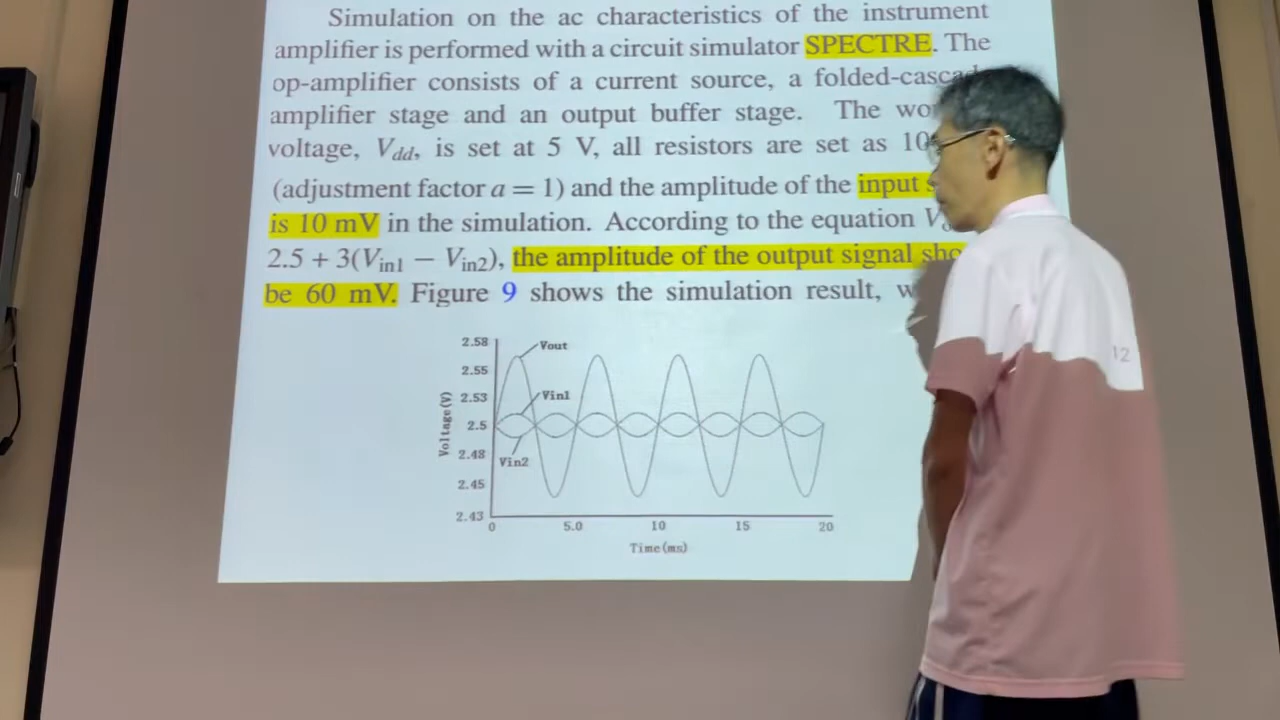 Simulation on the ac characteristics of the instrument
amplifier is performed with a circuit simulator SPECTRE. The
op-amplifier consists of a current source, a
amplifier stage and an output buffer stage. The
voltage, Vdd, is set at 5 V, all resistors are set as
(adjustment factor a = 1) and the amplitude of the input
is 10 mV in the simulation. According to the equation
2.5 + 3(Vin1 − Vin2), the amplitude of the output signal
be 60 mV. Figure 9 shows the simulation result,
2.58
Vout
2.55
2.53
Vin1
2.5
2.48
Vin2
2.45
2.43
Voltage(V)
0 5.0 10 15 20
Time(ms)
12